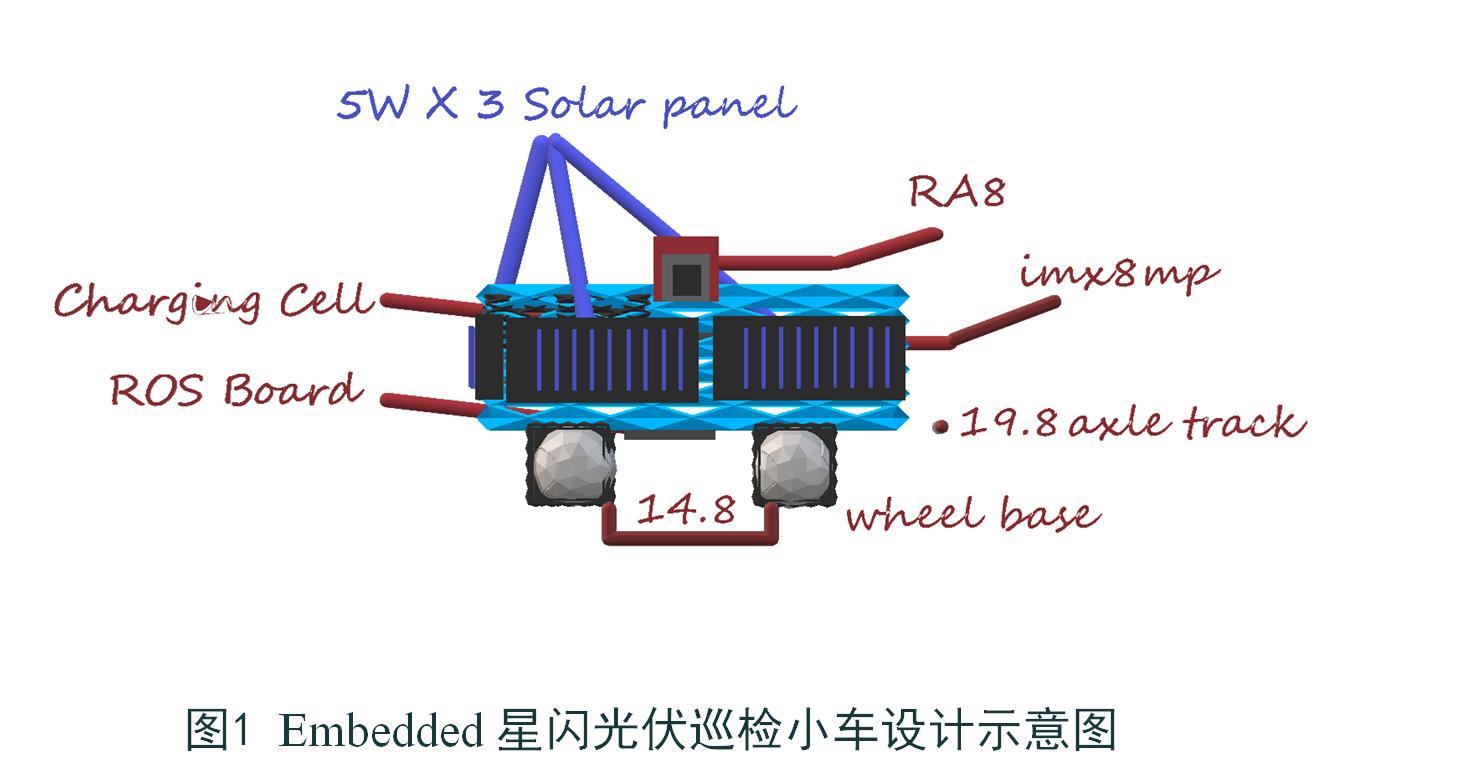 5W X 3 Solar panel
RA8
imx8mp
Charging Cell
ROS Board
19.8 axle track
14.8
wheel base
图1 Embedded 星闪光伏巡检小车设计示意图